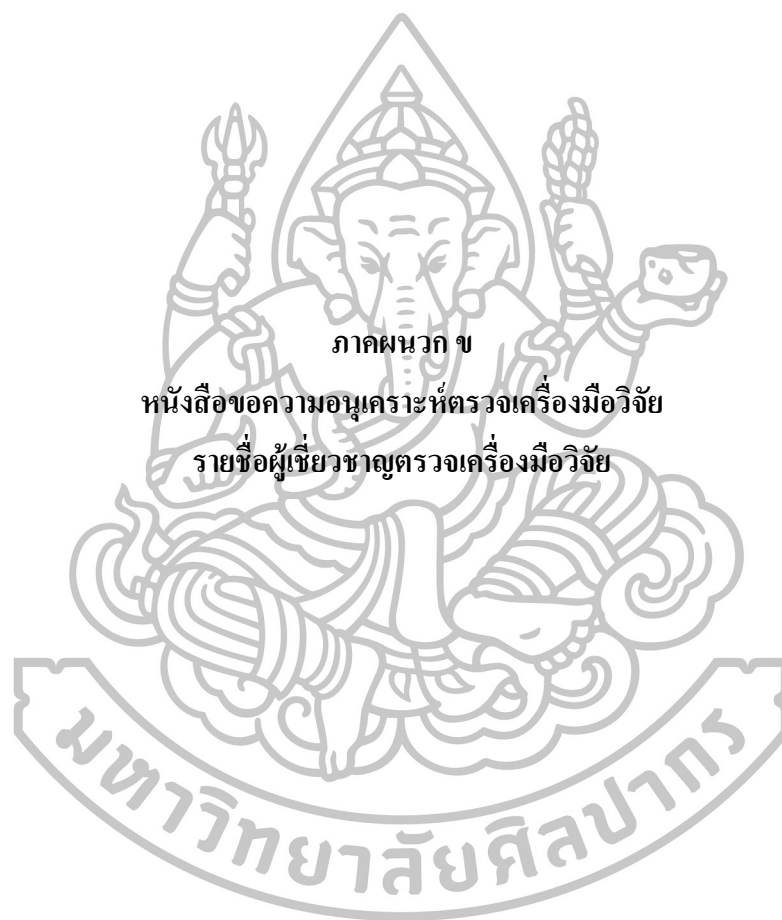 ภาคผนวก ข
หนังสือขอความอนุเคราะห์ตรวจเครื่องมือวิจัย
รายชื่อผู้เชี่ยวชาญตรวจเครื่องมือวิจัย
มหาวิทยาลัยศิลปากร